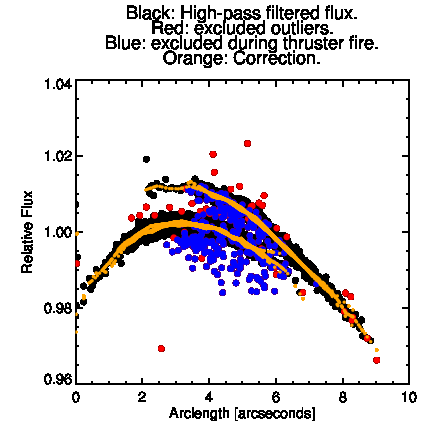 Black: High-pass filtered flux.
Red: excluded outliers.
Blue: excluded during thruster fire.
Orange: Correction.
1.04
1.02
1.00
0.98
0.96
Relative Flux
0 2 4 6 8 10
Arclength [arcseconds]